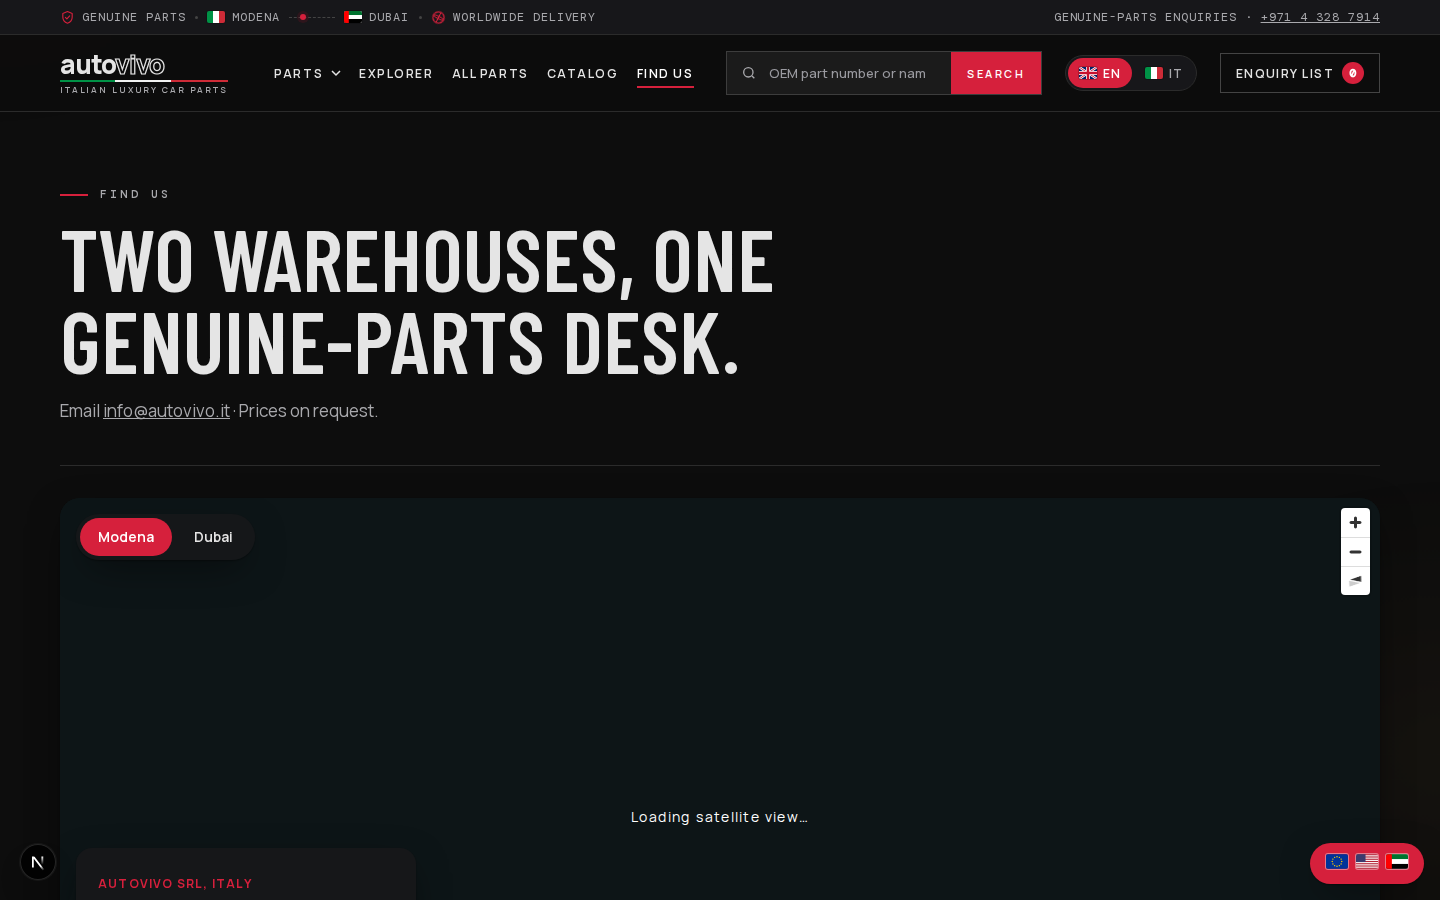 GENUINE PARTS • MODENA DUBAI • WORLDWIDE DELIVERY
GENUINE-PARTS ENQUIRIES · +971 4 328 7914
autovivo
ITALIAN LUXURY CAR PARTS
PARTS EXPLORER ALL PARTS CATALOG FIND US
OEM part number or nam
SEARCH
EN IT
ENQUIRY LIST 0
FIND US
TWO WAREHOUSES, ONE
GENUINE-PARTS DESK.
Email info@autovivo.it · Prices on request.
Modena Dubai
Loading satellite view…
N
AUTOVIVO SRL, ITALY